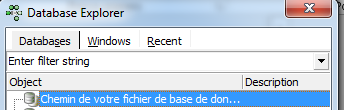 Database Explorer
Databases
Windows
Recent
Enter filter string
Object
Description
Chemin de votre fichier de base de don...